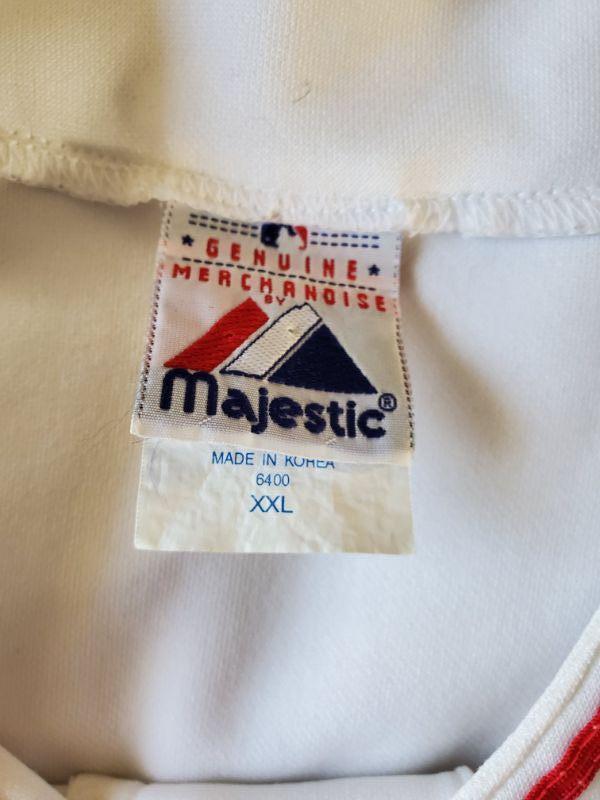 GENUINE
MERCHANDISE
BY
majestic®
MADE IN KOREA
6400
XXL